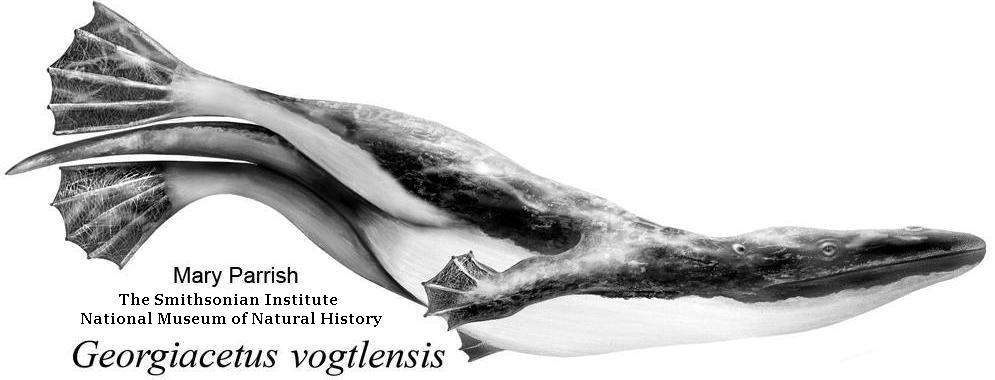 Mary Parrish
The Smithsonian Institute
National Museum of Natural History
Georgiacetus vogtlensis